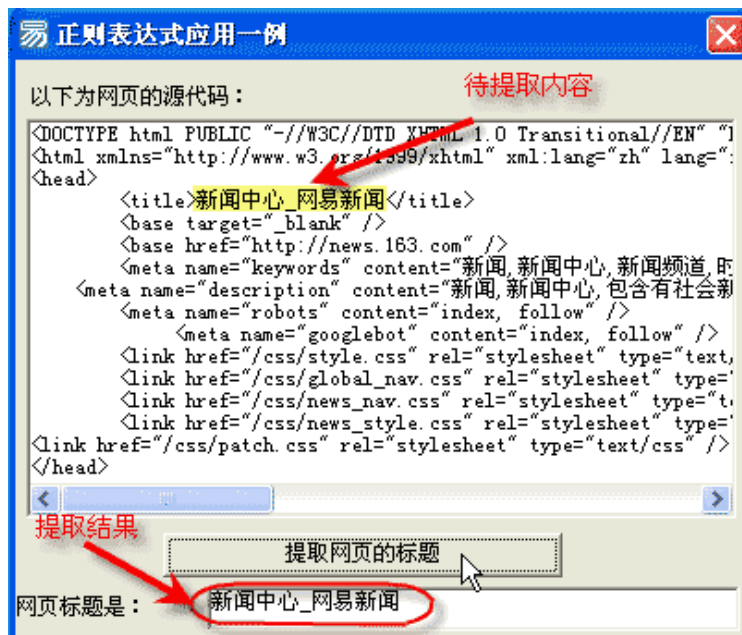 正则表达式应用一例
以下为网页的源代码：
待提取内容
<DOCTYPE html PUBLIC "-//W3C//DTD XHTML 1.0 Transitional//EN"
<html xmlns="http://www.w3.org/1999/xhtml" xml:lang="zh" lang="
<head>
<title>新闻中心_网易新闻</title>
<base target="_blank" />
<base href="http://news.163.com" />
<meta name="keywords" content="新闻,新闻中心,新闻频道,时
<meta name="description" content="新闻,新闻中心,包含有社会新
<meta name="robots" content="index, follow" />
<meta name="googlebot" content="index, follow" />
<link href="/css/style.css" rel="stylesheet" type="text/
<link href="/css/global_nav.css" rel="stylesheet" type="
<link href="/css/news_nav.css" rel="stylesheet" type="t
<link href="/css/news_style.css" rel="stylesheet" type="
<link href="/css/patch.css" rel="stylesheet" type="text/css" />
</head>
提取结果
提取网页的标题
网页标题是：
新闻中心_网易新闻